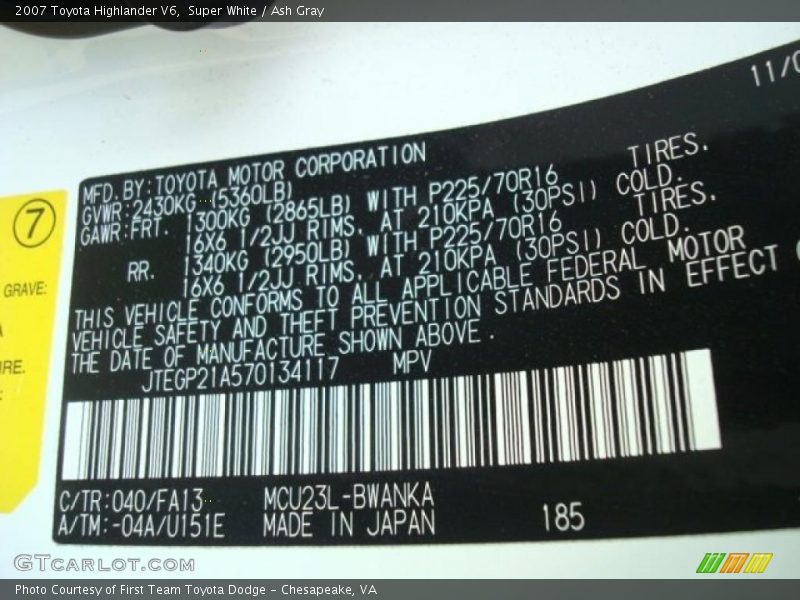 2007 Toyota Highlander V6,  Super White / Ash Gray
11/0
MFD. BY: TOYOTA MOTOR CORPORATION
GVWR: 2430KG (5360LB)
GAWR: FRT. 1300KG (2865LB) WITH P225/70R16 TIRES.
16X6 1/2JJ RIMS, AT 210KPA (30PSI) COLD.
RR. 1340KG (2950LB) WITH P225/70R16 TIRES.
16X6 1/2JJ RIMS, AT 210KPA (30PSI) COLD.
THIS VEHICLE CONFORMS TO ALL APPLICABLE FEDERAL MOTOR
VEHICLE SAFETY AND THEFT PREVENTION STANDARDS IN EFFECT
THE DATE OF MANUFACTURE SHOWN ABOVE.
JTEGP21A570134117 MPV
C/TR: 040/FA13 MCU23L-BWANKA
A/TM: -04A/U151E MADE IN JAPAN
185
7
GRAVE:
GTCARLOT.COM
Photo Courtesy of First Team Toyota Dodge - Chesapeake, VA